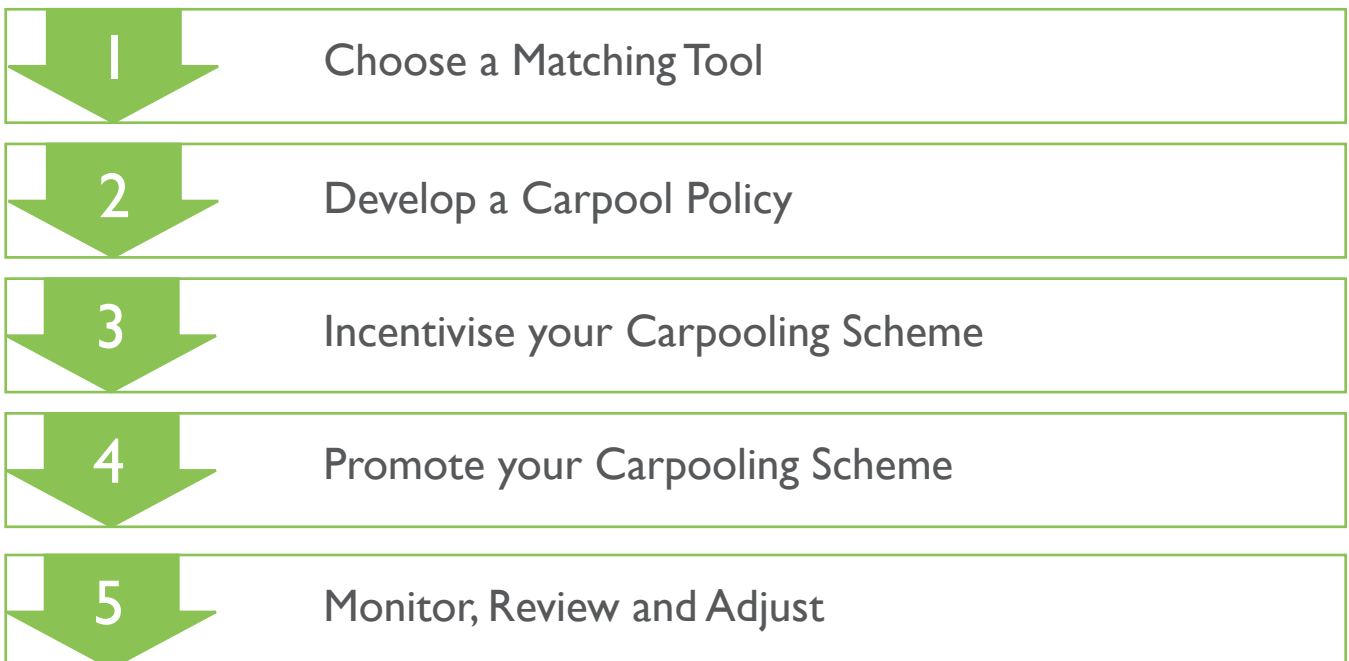 1 Choose a Matching Tool
2 Develop a Carpool Policy
3 Incentivise your Carpooling Scheme
4 Promote your Carpooling Scheme
5 Monitor, Review and Adjust